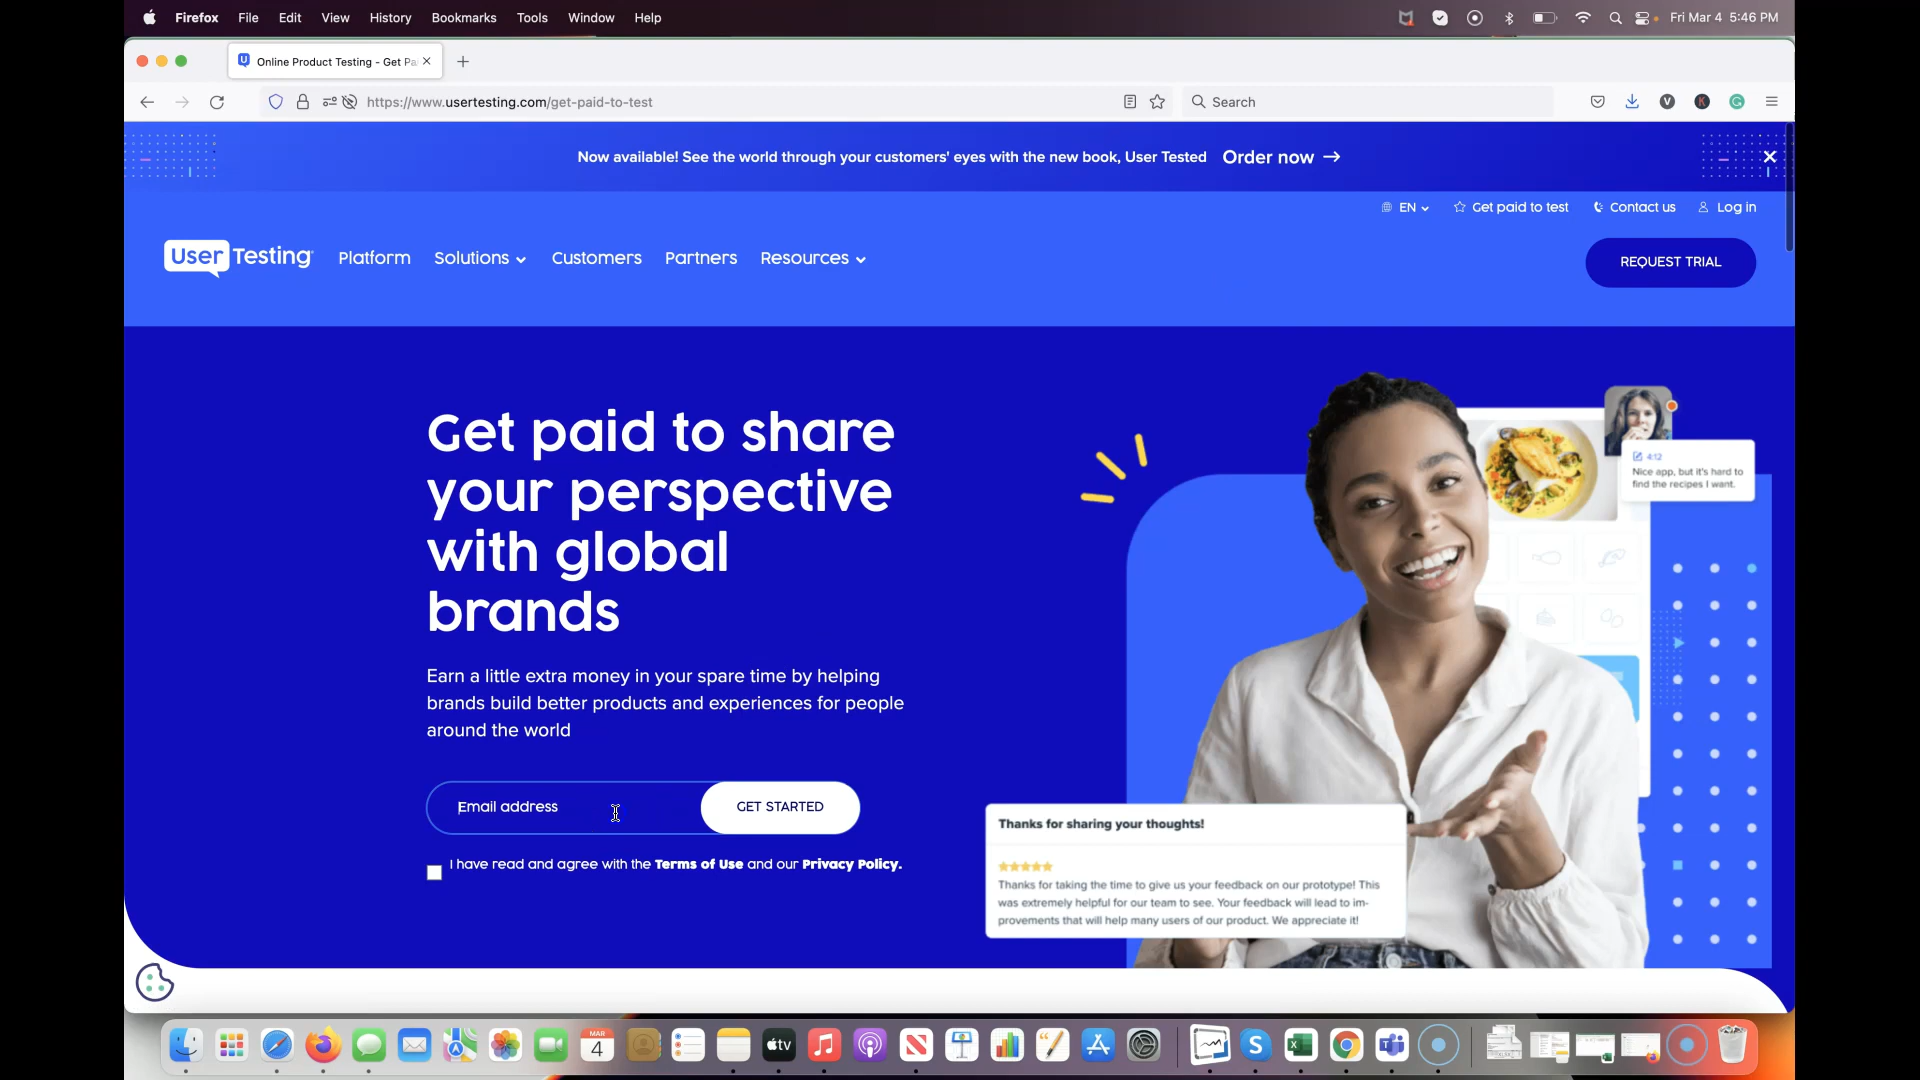 Firefox File Edit View History Bookmarks Tools Window Help Fri Mar 4 5:46 PM
Online Product Testing - Get Pa
https://www.usertesting.com/get-paid-to-test Search
Now available! See the world through your customers' eyes with the new book, User Tested Order now →
EN Get paid to test Contact us Log in
User Testing Platform Solutions Customers Partners Resources REQUEST TRIAL
Get paid to share
your perspective
with global
brands
4:12
Nice app, but it's hard to
find the recipes I want.
Earn a little extra money in your spare time by helping
brands build better products and experiences for people
around the world
Email address GET STARTED
I have read and agree with the Terms of Use and our Privacy Policy.
Thanks for sharing your thoughts!
Thanks for taking the time to give us your feedback on our prototype! This
was extremely helpful for our team to see. Your feedback will lead to im-
provements that will help many users of our product. We appreciate it!
MAR
4
tv